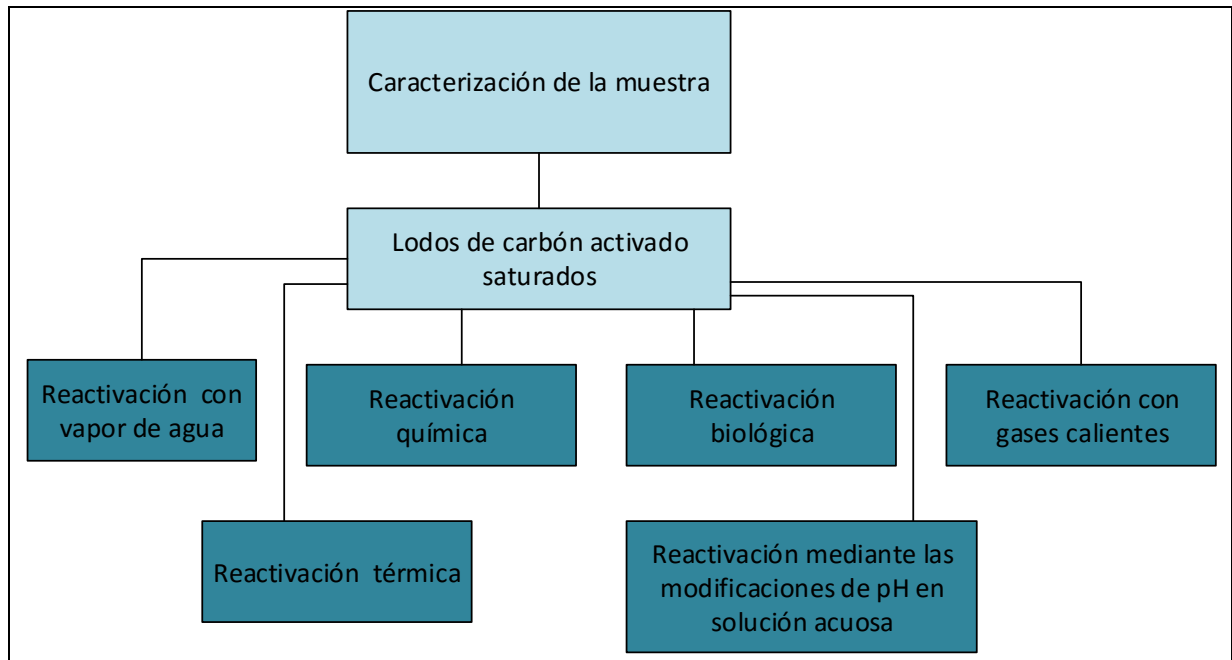 Caracterización de la muestra
Lodos de carbón activado
saturados
Reactivación con
vapor de agua
Reactivación
química
Reactivación
biológica
Reactivación con
gases calientes
Reactivación térmica
Reactivación mediante las
modificaciones de pH en
solución acuosa